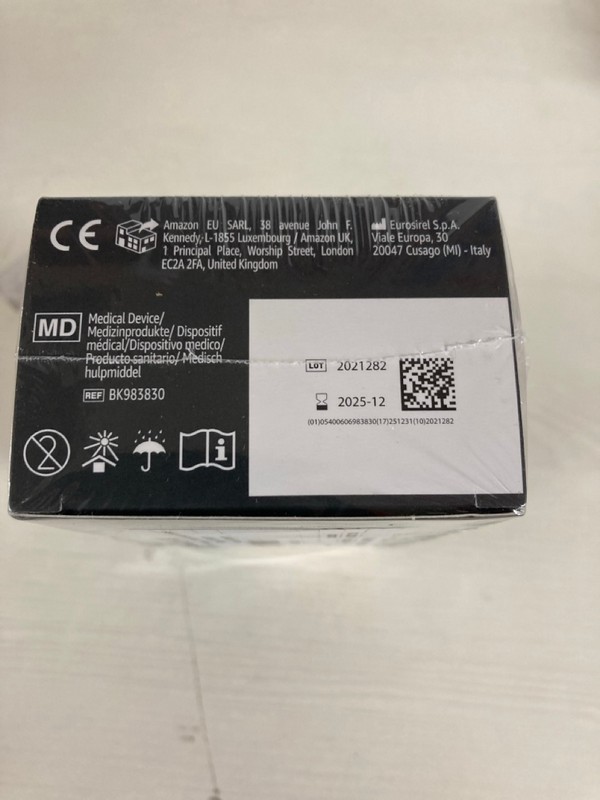 CE
Amazon EU SARL, 38 avenue John F.
Kennedy, L-1855 Luxembourg / Amazon UK,
1 Principal Place, Worship Street, London
EC2A 2FA, United Kingdom
Eurosirel S.p.A.
Viale Europa, 30
20047 Cusago (MI) - Italy
MD
Medical Device/
Medizinprodukte/ Dispositif
médical/Dispositivo medico/
Producto sanitario/ Medisch
hulpmiddel
REF BK983830
2
i
LOT 2021282
2025-12
(01)05400606983830(17)251231(10)2021282